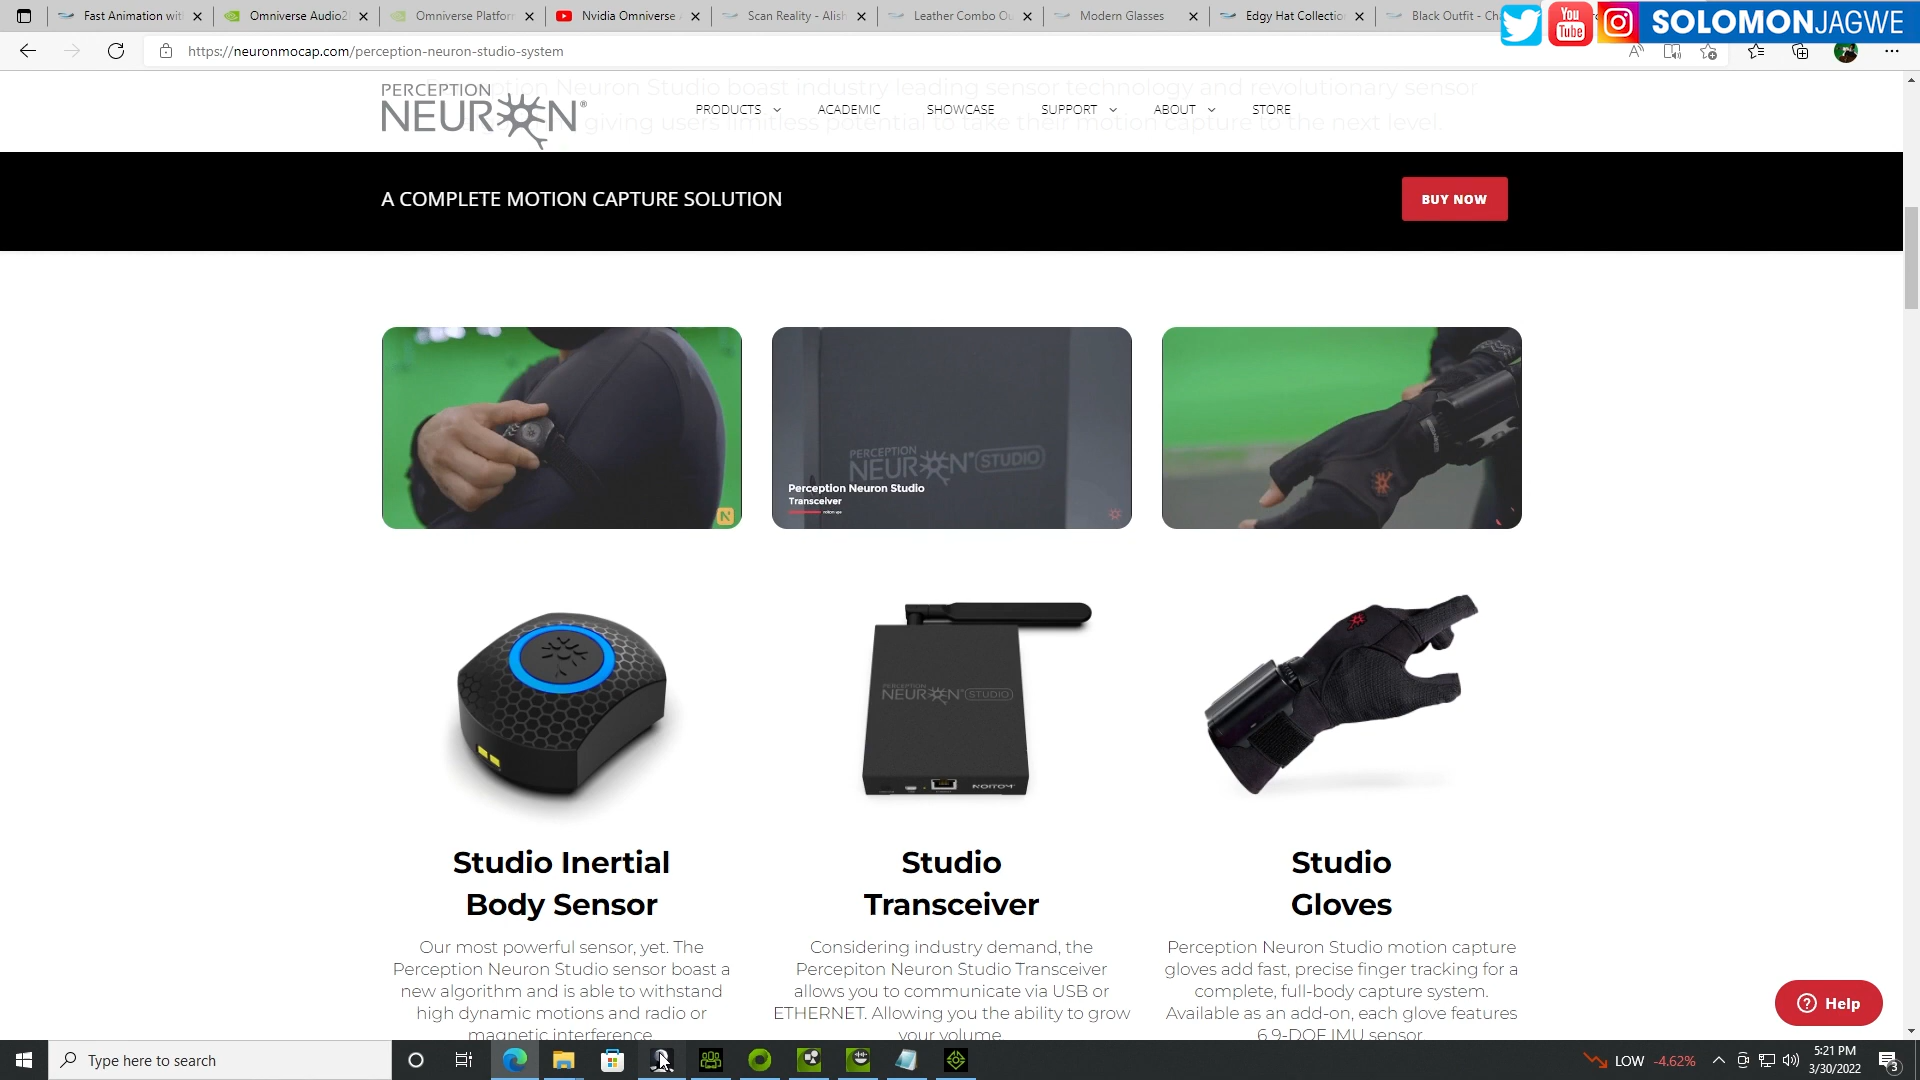 Fast Animation wit
Omniverse Audio2
Omniverse Platfor
Nvidia Omniverse
Scan Reality - Alish
Leather Combo Ou
Modern Glasses
Edgy Hat Collectio
Black Outfit - Ch
SOLOMONJAGWE
You Tube
https://neuronmocap.com/perception-neuron-studio-system
Neuron Studio boast industry leading sensor technology and revolutionary sensor
giving users limitless potential to take their motion capture to the next level.
PERCEPTION
NEURON®
PRODUCTS
ACADEMIC
SHOWCASE
SUPPORT
ABOUT
STORE
A COMPLETE MOTION CAPTURE SOLUTION
BUY NOW
N
PERCEPTION
NEURON® STUDIO
Perception Neuron Studio
Transceiver
PERCEPTION
NEURON® STUDIO
NOITOM
Studio Inertial
Body Sensor
Our most powerful sensor, yet. The
Perception Neuron Studio sensor boast a
new algorithm and is able to withstand
high dynamic motions and radio or
magnetic interference.
Studio
Transceiver
Considering industry demand, the
Percepiton Neuron Studio Transceiver
allows you to communicate via USB or
ETHERNET. Allowing you the ability to grow
your volume.
Studio
Gloves
Perception Neuron Studio motion capture
gloves add fast, precise finger tracking for a
complete, full-body capture system.
Available as an add-on, each glove features
6 9-DOF IMU sensor.
Help
Type here to search
LOW -4.62%
5:21 PM
3/30/2022
3